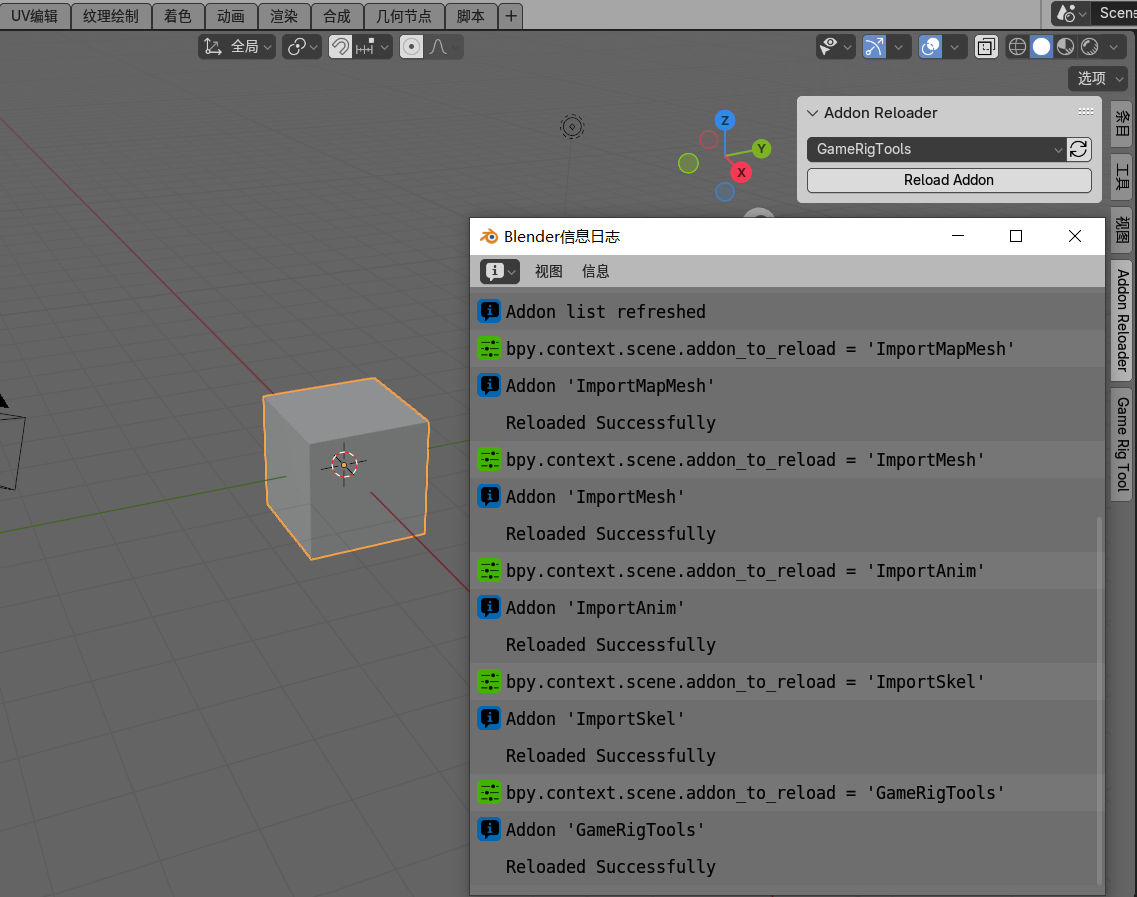 UV编辑 纹理绘制 着色 动画 渲染 合成 几何节点 脚本 +
Scene
全局
选项
Addon Reloader
GameRigTools
Reload Addon
Z
Y
X
条目
工具
视图
Addon Reloader
Game Rig Tool
Blender信息日志
视图 信息
Addon list refreshed
bpy.context.scene.addon_to_reload = 'ImportMapMesh'
Addon 'ImportMapMesh'
Reloaded Successfully
bpy.context.scene.addon_to_reload = 'ImportMesh'
Addon 'ImportMesh'
Reloaded Successfully
bpy.context.scene.addon_to_reload = 'ImportAnim'
Addon 'ImportAnim'
Reloaded Successfully
bpy.context.scene.addon_to_reload = 'ImportSkel'
Addon 'ImportSkel'
Reloaded Successfully
bpy.context.scene.addon_to_reload = 'GameRigTools'
Addon 'GameRigTools'
Reloaded Successfully